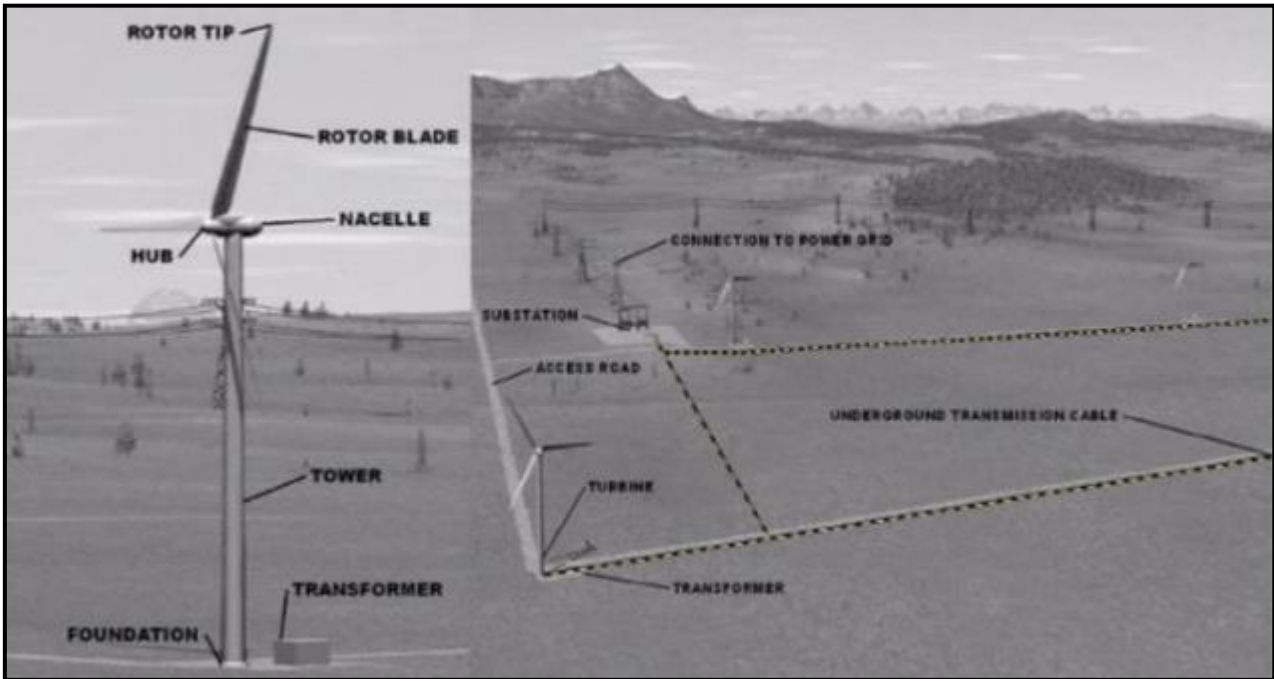 ROTOR TIP
ROTOR BLADE
NACELLE
HUB
TOWER
TRANSFORMER
FOUNDATION
CONNECTION TO POWER GRID
SUBSTATION
ACCESS ROAD
UNDERGROUND TRANSMISSION CABLE
TURBINE
TRANSFORMER